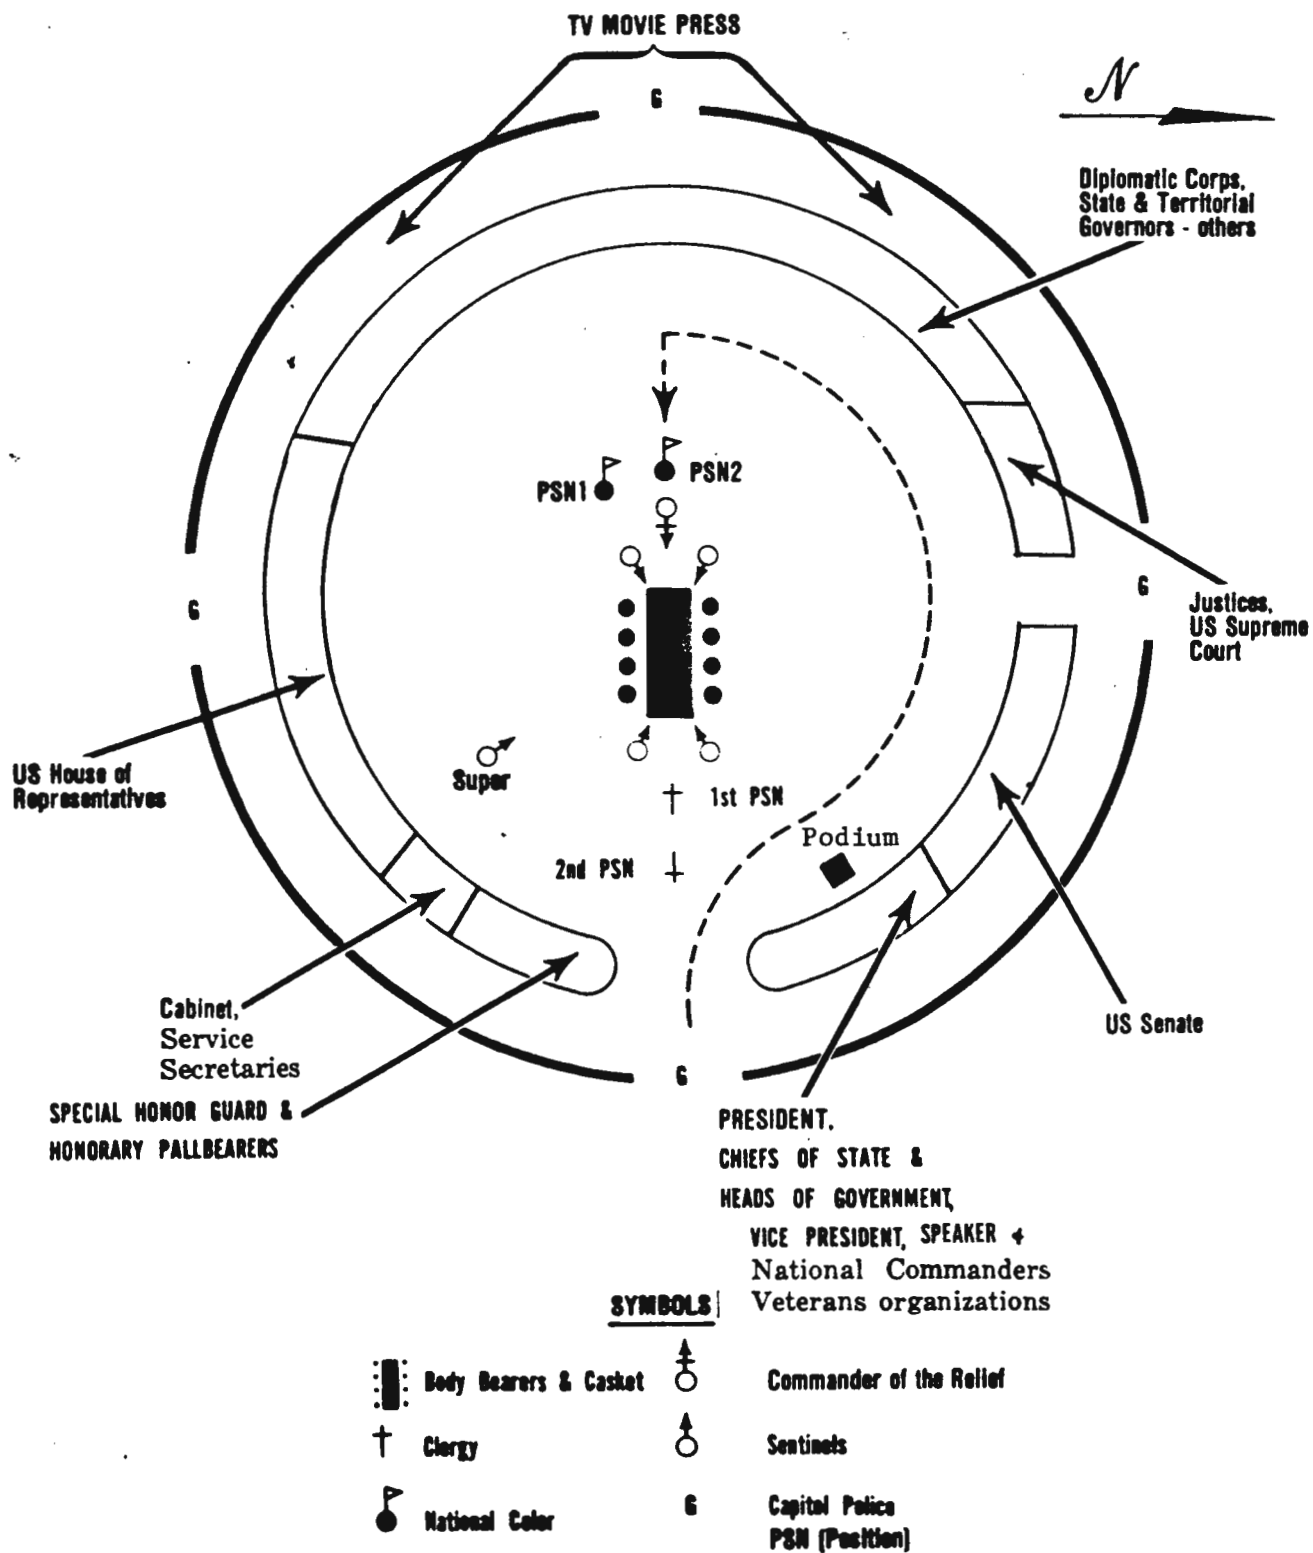 TV MOVIE PRESS
G
N
Diplomatic Corps,
State & Territorial
Governors - others
PSN1
PSN2
G
G
Justices,
US Supreme
Court
US House of
Representatives
Super
1st PSN
Podium
2nd PSN
Cabinet,
Service
Secretaries
US Senate
G
SPECIAL HONOR GUARD &
HONORARY PALLBEARERS
PRESIDENT,
CHIEFS OF STATE &
HEADS OF GOVERNMENT,
VICE PRESIDENT, SPEAKER &
National Commanders
Veterans organizations
SYMBOLS
Body Bearers & Casket
Commander of the Relief
Clergy
Sentinels
National Color
G
Capitol Police
PSN (Position)